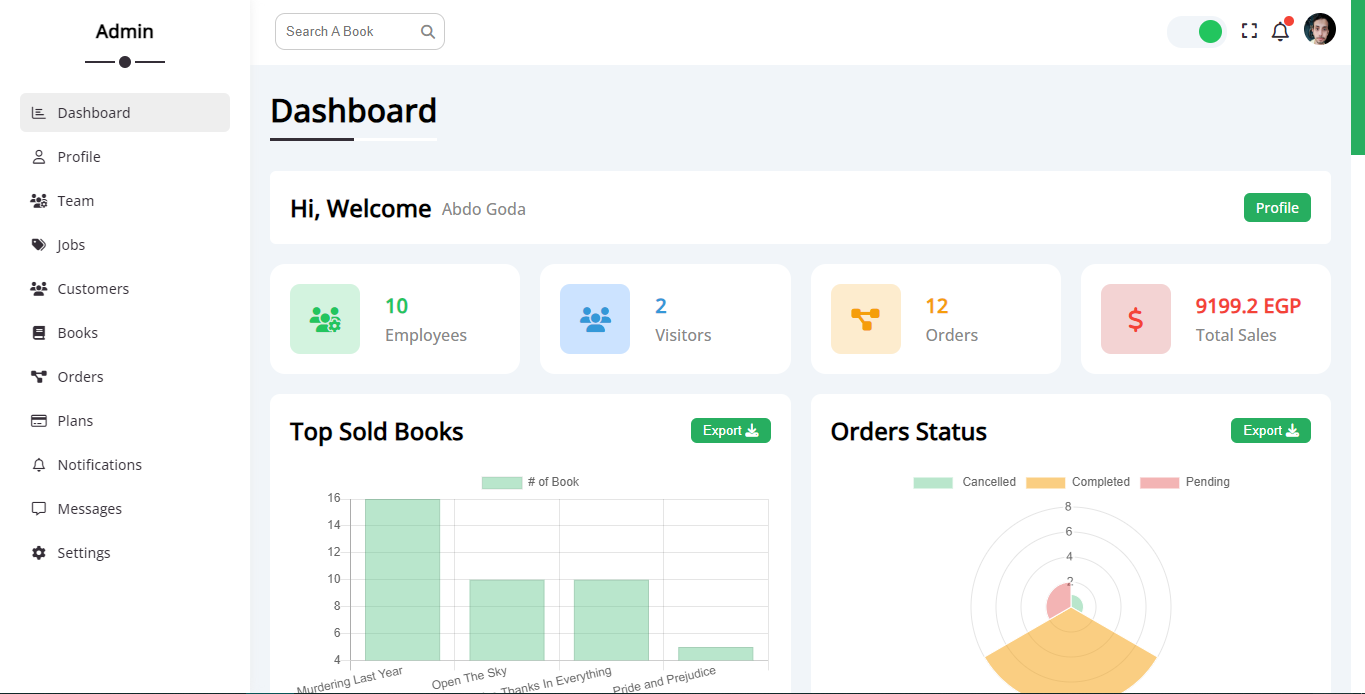 Admin
Dashboard
Profile
Team
Jobs
Customers
Books
Orders
Plans
Notifications
Messages
Settings
Search A Book
Dashboard
Hi, Welcome Abdo Goda
Profile
10
Employees
2
Visitors
12
Orders
9199.2 EGP
Total Sales
Top Sold Books
Export
# of Book
16
14
12
10
8
6
4
Murdering Last Year
Open The Sky
Thanks In Everything
Pride and Prejudice
Orders Status
Export
Cancelled Completed Pending
8
6
4
2